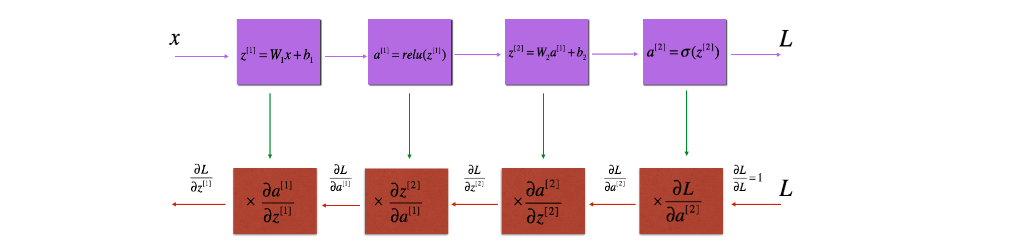 x
z^[1] = W_1x + b_1
a^[1] = relu(z^[1])
z^[2] = W_2a^[1] + b_2
a^[2] = σ(z^[2])
L
∂L/∂z^[1]
× ∂a^[1]/∂z^[1]
∂L/∂a^[1]
× ∂z^[2]/∂a^[1]
∂L/∂z^[2]
× ∂a^[2]/∂z^[2]
∂L/∂a^[2]
× ∂L/∂a^[2]
∂L/∂L = 1
L